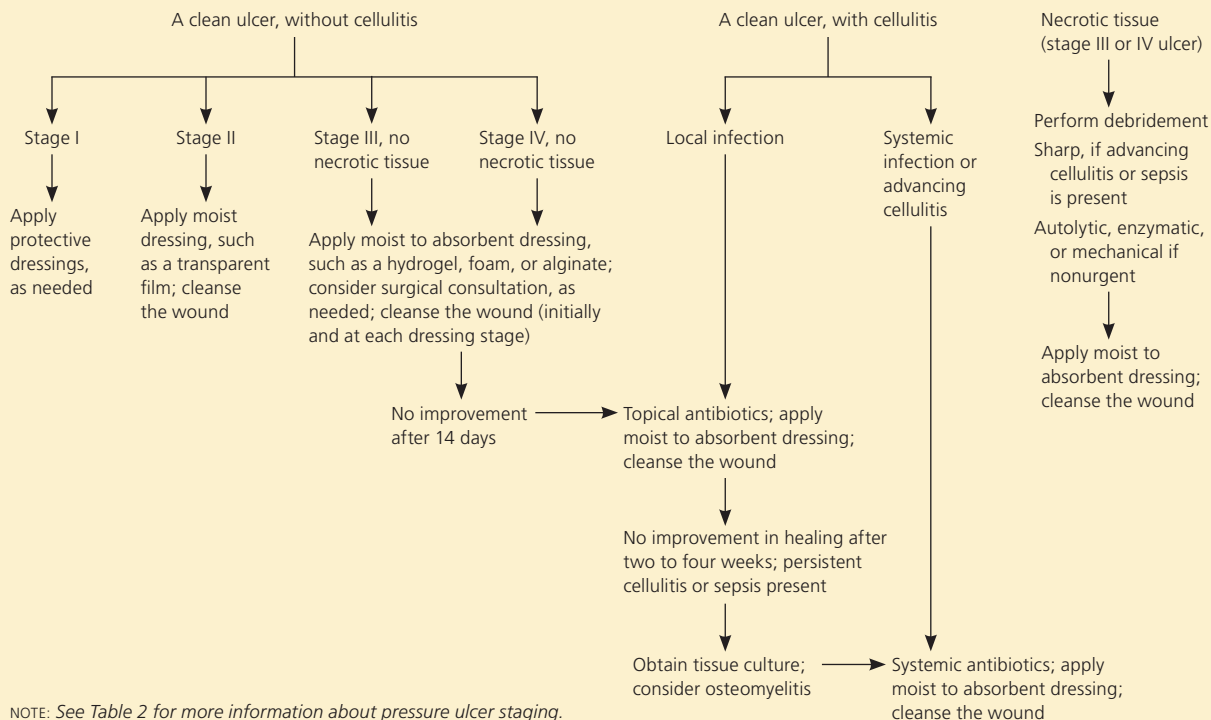 A clean ulcer, without cellulitis
Stage I
Apply
protective
dressings,
as needed
Stage II
Apply moist
dressing, such
as a transparent
film; cleanse
the wound
Stage III, no
necrotic tissue
Stage IV, no
necrotic tissue
Apply moist to absorbent dressing,
such as a hydrogel, foam, or alginate;
consider surgical consultation, as
needed; cleanse the wound (initially
and at each dressing stage)
No improvement
after 14 days
A clean ulcer, with cellulitis
Local infection
Topical antibiotics; apply
moist to absorbent dressing;
cleanse the wound
No improvement in healing after
two to four weeks; persistent
cellulitis or sepsis present
Obtain tissue culture;
consider osteomyelitis
Systemic
infection or
advancing
cellulitis
Systemic antibiotics; apply
moist to absorbent dressing;
cleanse the wound
Necrotic tissue
(stage III or IV ulcer)
Perform debridement
Sharp, if advancing
cellulitis or sepsis
is present
Autolytic, enzymatic,
or mechanical if
nonurgent
Apply moist to
absorbent dressing;
cleanse the wound
NOTE: See Table 2 for more information about pressure ulcer staging.